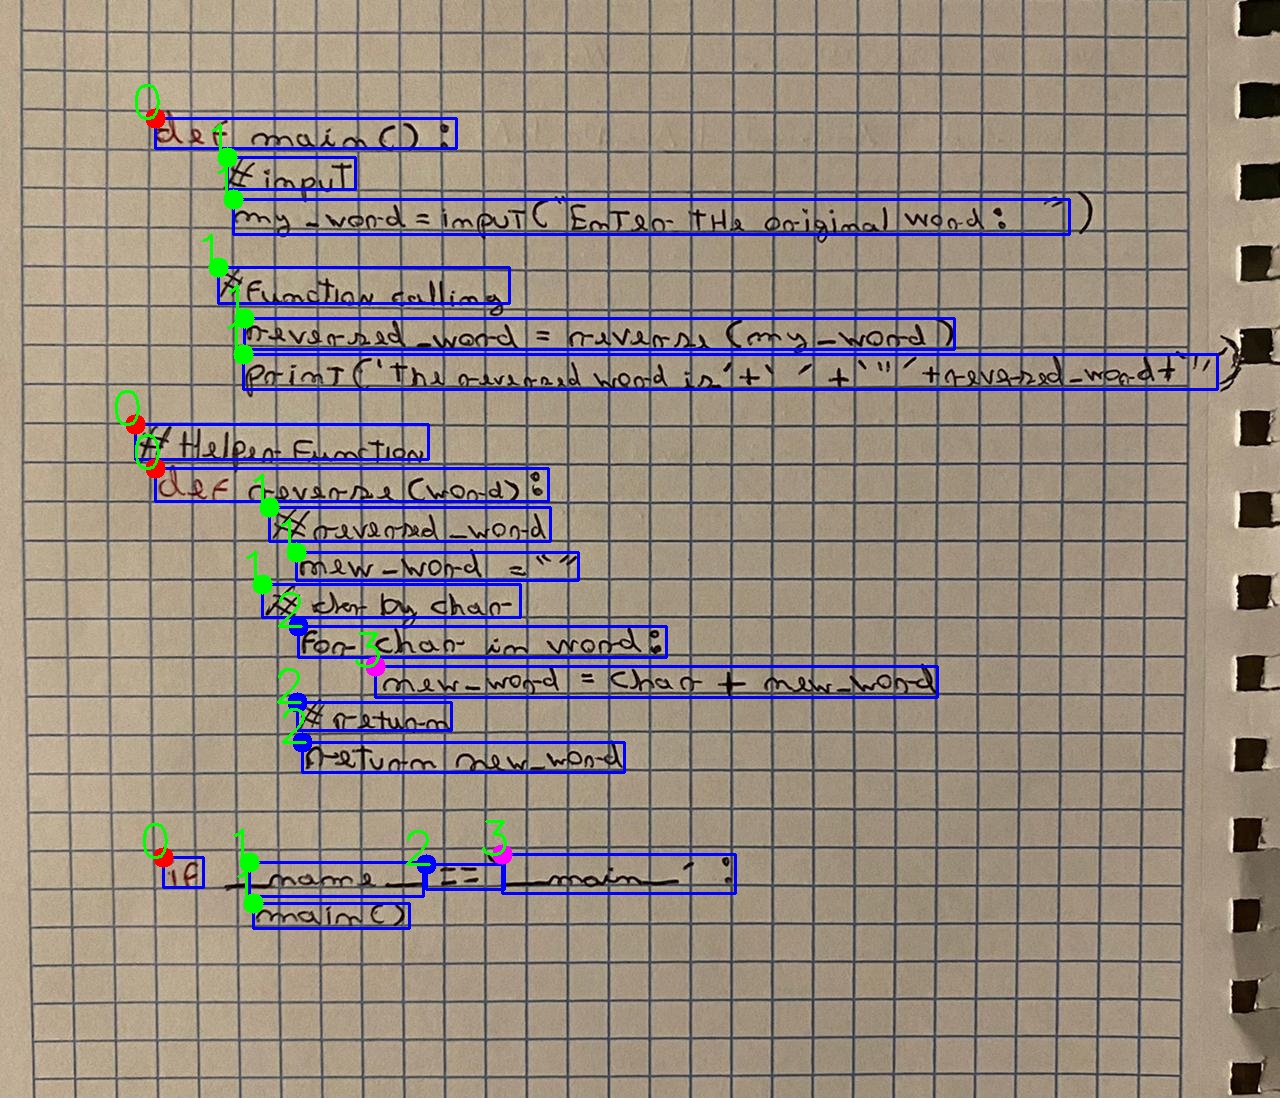 def main():
# input
my_word = input("Enter the original word: ")
# function calling
reversed_word = reverse (my_word)
print('The reversed word is'+' ' +'"' +reversed_word+'"')
# Helper Function
def reverse (word):
# reversed_word
new_word = ""
# char by char
for char in word:
new_word = char + new_word
# return
return new_word
if __name__ == '__main__':
main()
0
1
1
1
1
1
0
0
1
1
1
2
3
2
2
0
1
2
3